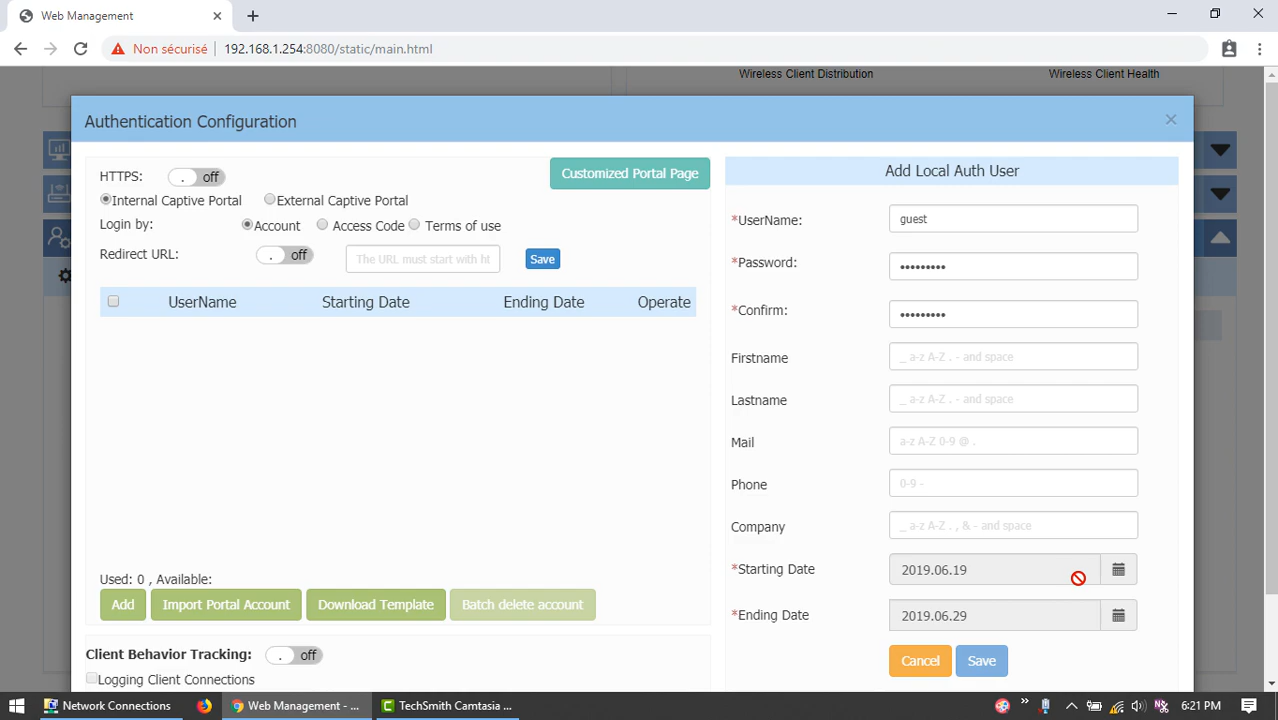 Web Management
Non sécurisé 192.168.1.254:8080/static/main.html
Wireless Client Distribution Wireless Client Health
Authentication Configuration
HTTPS: . off Customized Portal Page
Internal Captive Portal External Captive Portal
Login by: Account Access Code Terms of use
Redirect URL: . off The URL must start with ht Save
UserName Starting Date Ending Date Operate
Used: 0 , Available:
Add Import Portal Account Download Template Batch delete account
Client Behavior Tracking: . off
Logging Client Connections
Add Local Auth User
*UserName: guest
*Password: •••••••••
*Confirm: •••••••••
Firstname _ a-z A-Z . - and space
Lastname _ a-z A-Z . - and space
Mail a-z A-Z 0-9 @ .
Phone 0-9 -
Company _ a-z A-Z . , & - and space
*Starting Date 2019.06.19
*Ending Date 2019.06.29
Cancel Save
Network Connections Web Management - ... TechSmith Camtasia ... 6:21 PM